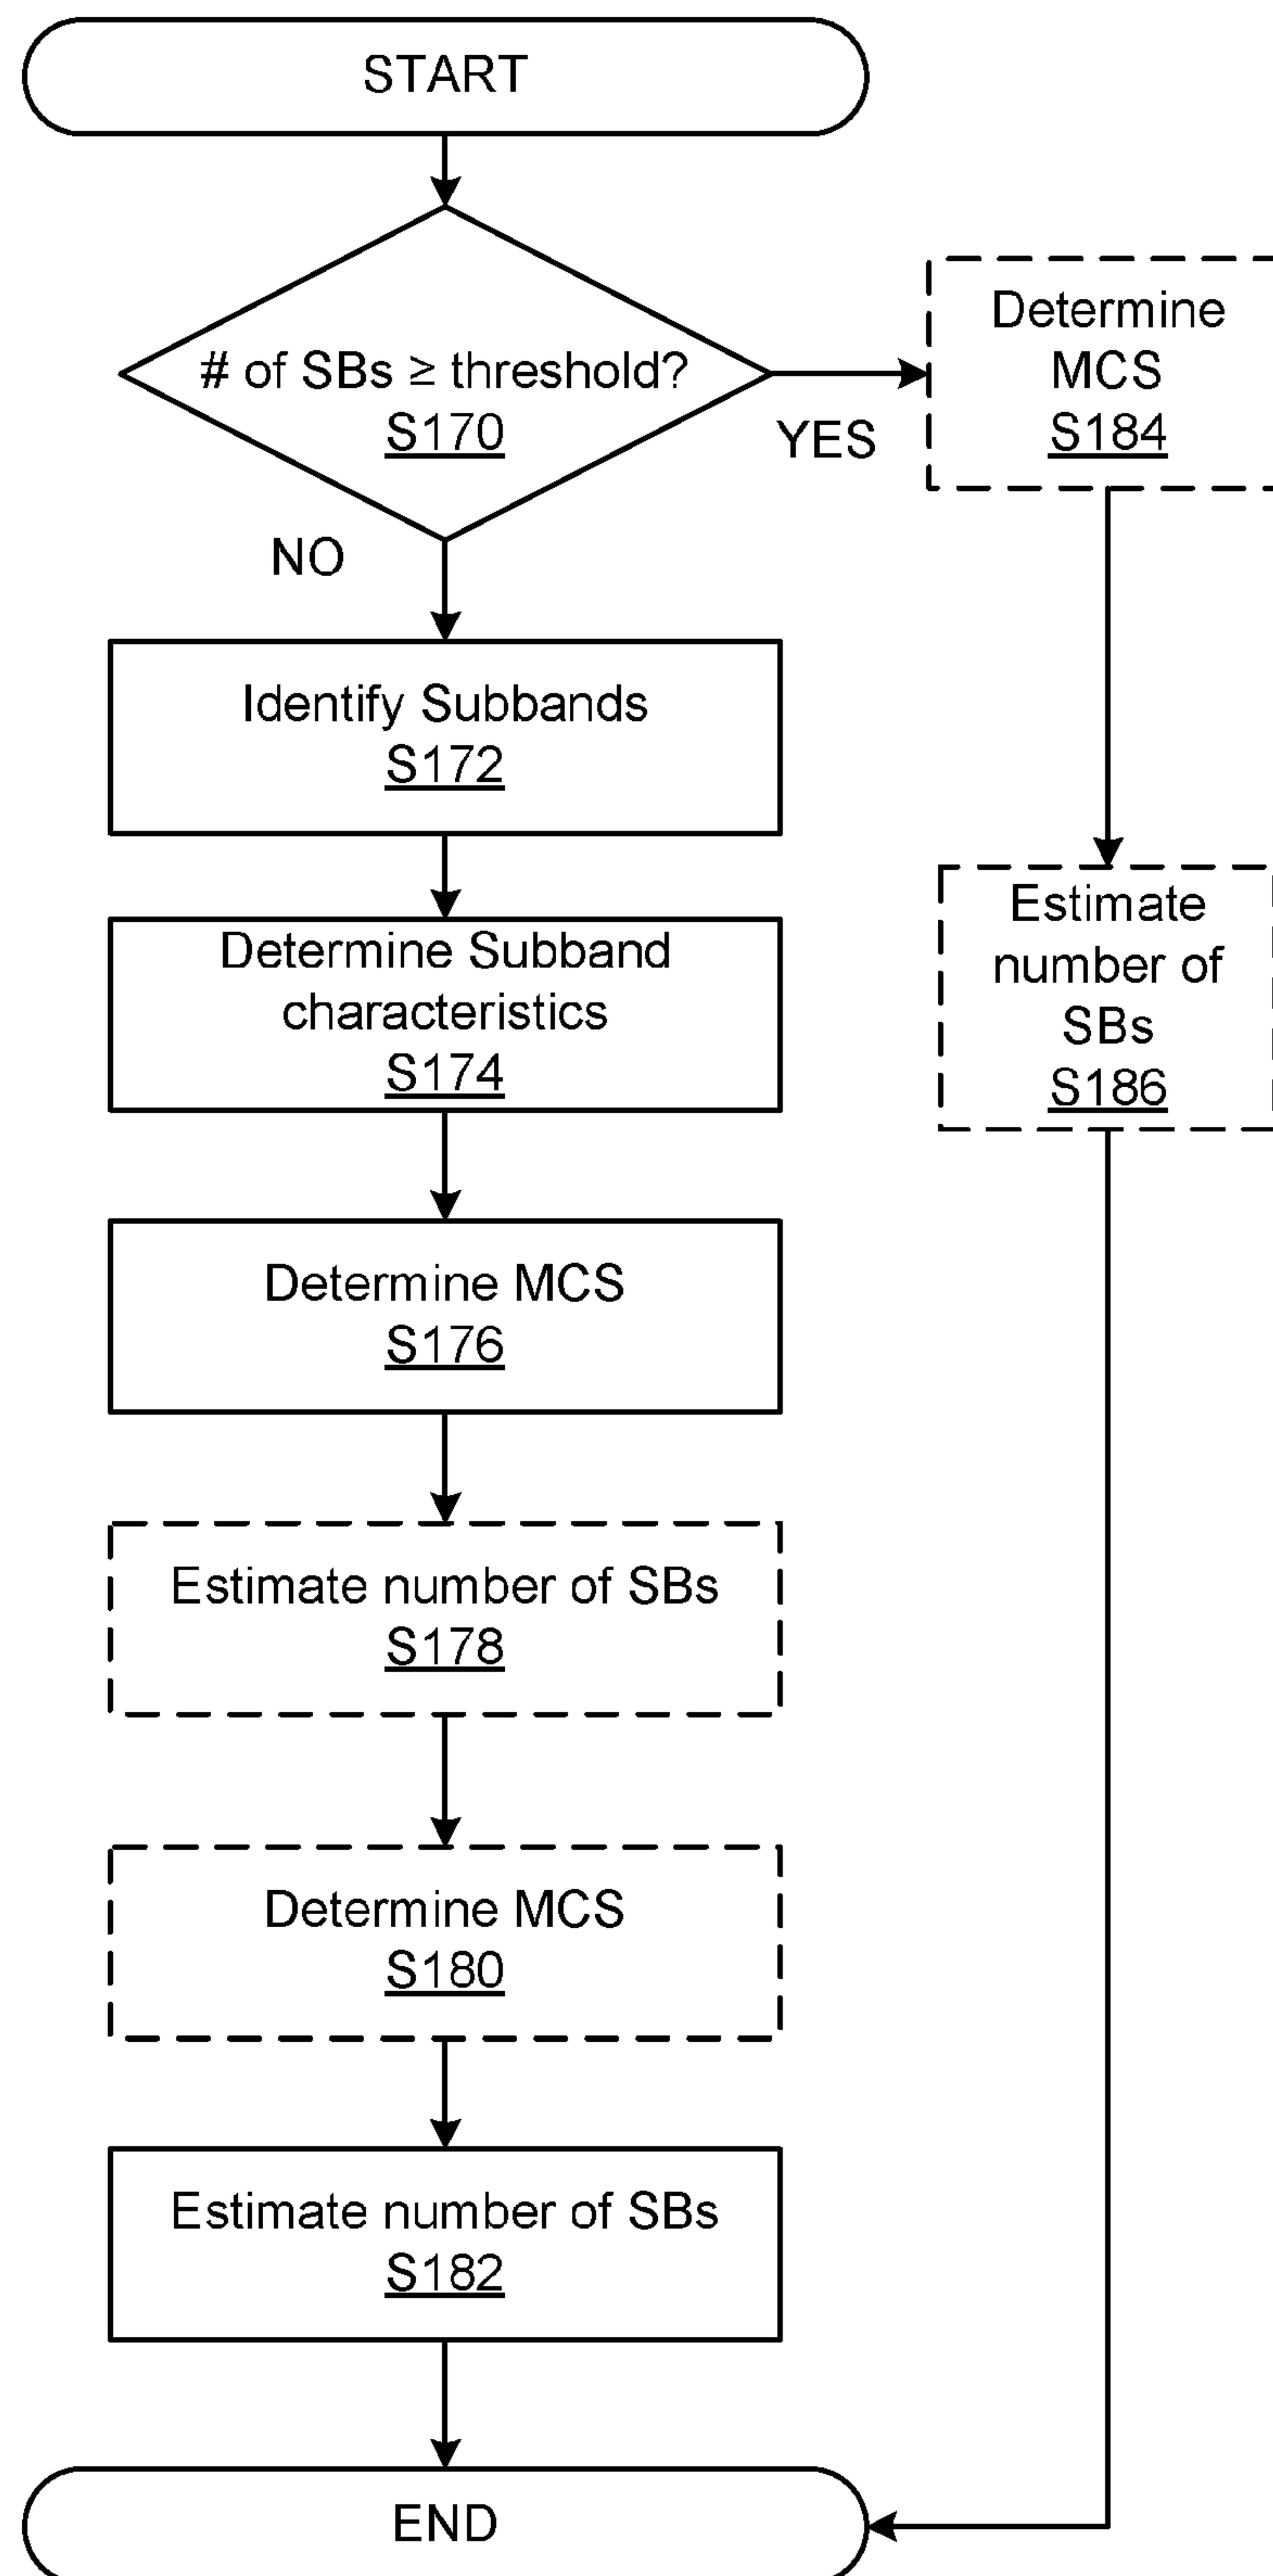 START
# of SBs ≥ threshold?
S170
YES
NO
Determine
MCS
S184
Identify Subbands
S172
Determine Subband
characteristics
S174
Estimate
number of
SBs
S186
Determine MCS
S176
Estimate number of SBs
S178
Determine MCS
S180
Estimate number of SBs
S182
END